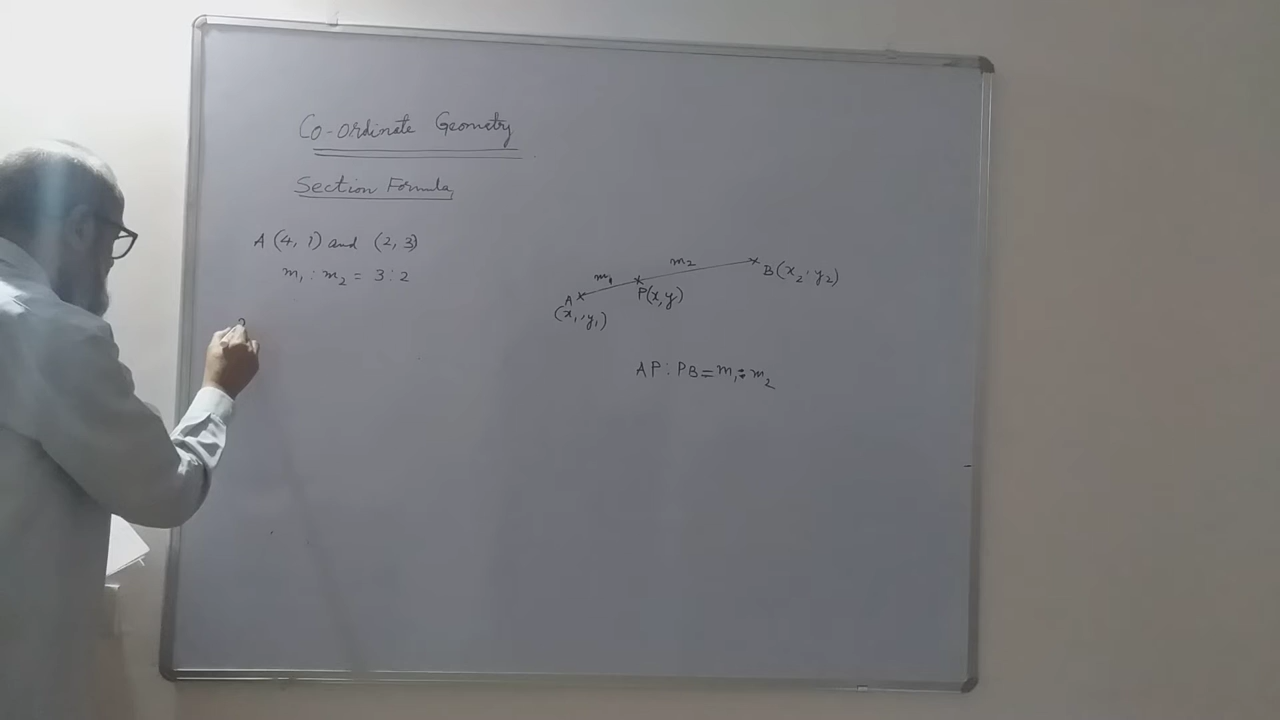 Co-ordinate Geometry
Section Formula
A (4, 1) and (2, 3)
m₁ : m₂ = 3 : 2
m₁ m₂
A P(x, y) B(x₂, y₂)
(x₁, y₁)
AP : PB = m₁ : m₂